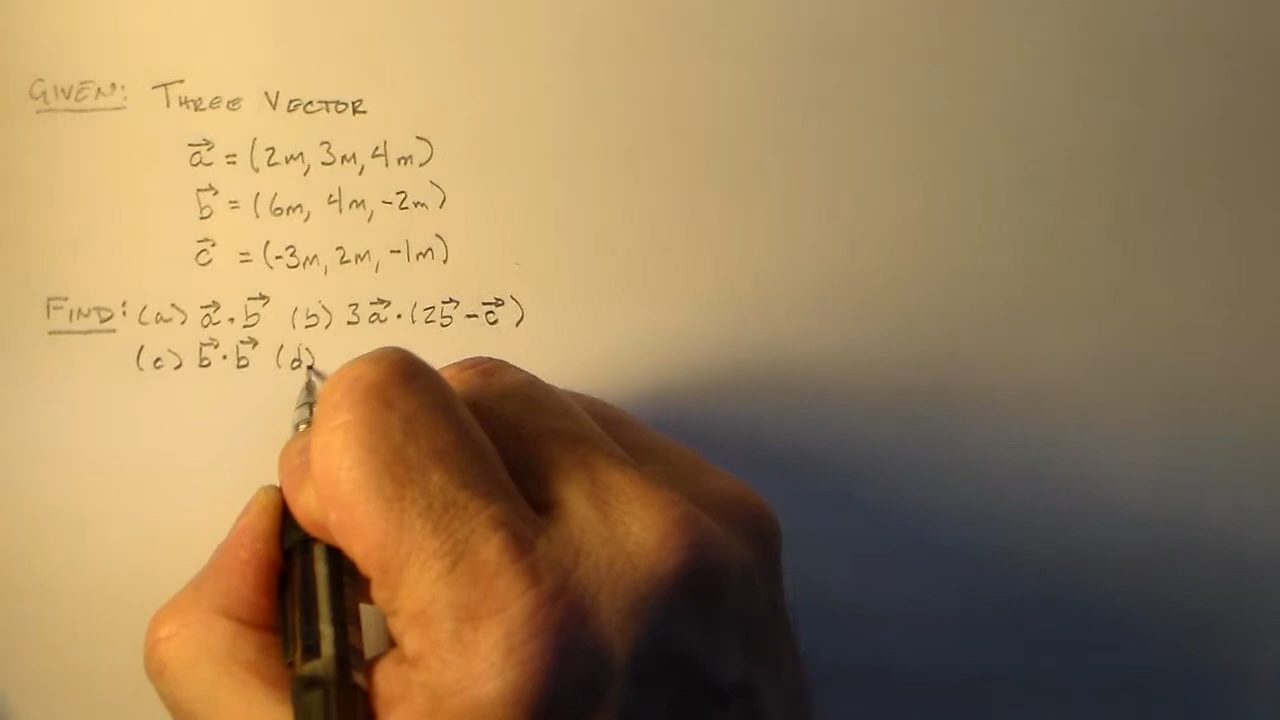 GIVEN: THREE VECTOR
a⃗ = (2m, 3m, 4m)
b⃗ = (6m, 4m, -2m)
c⃗ = (-3m, 2m, -1m)
FIND: (a) a⃗ · b⃗ (b) 3a⃗ · (2b⃗ - c⃗)
(c) b⃗ · b⃗ (d)